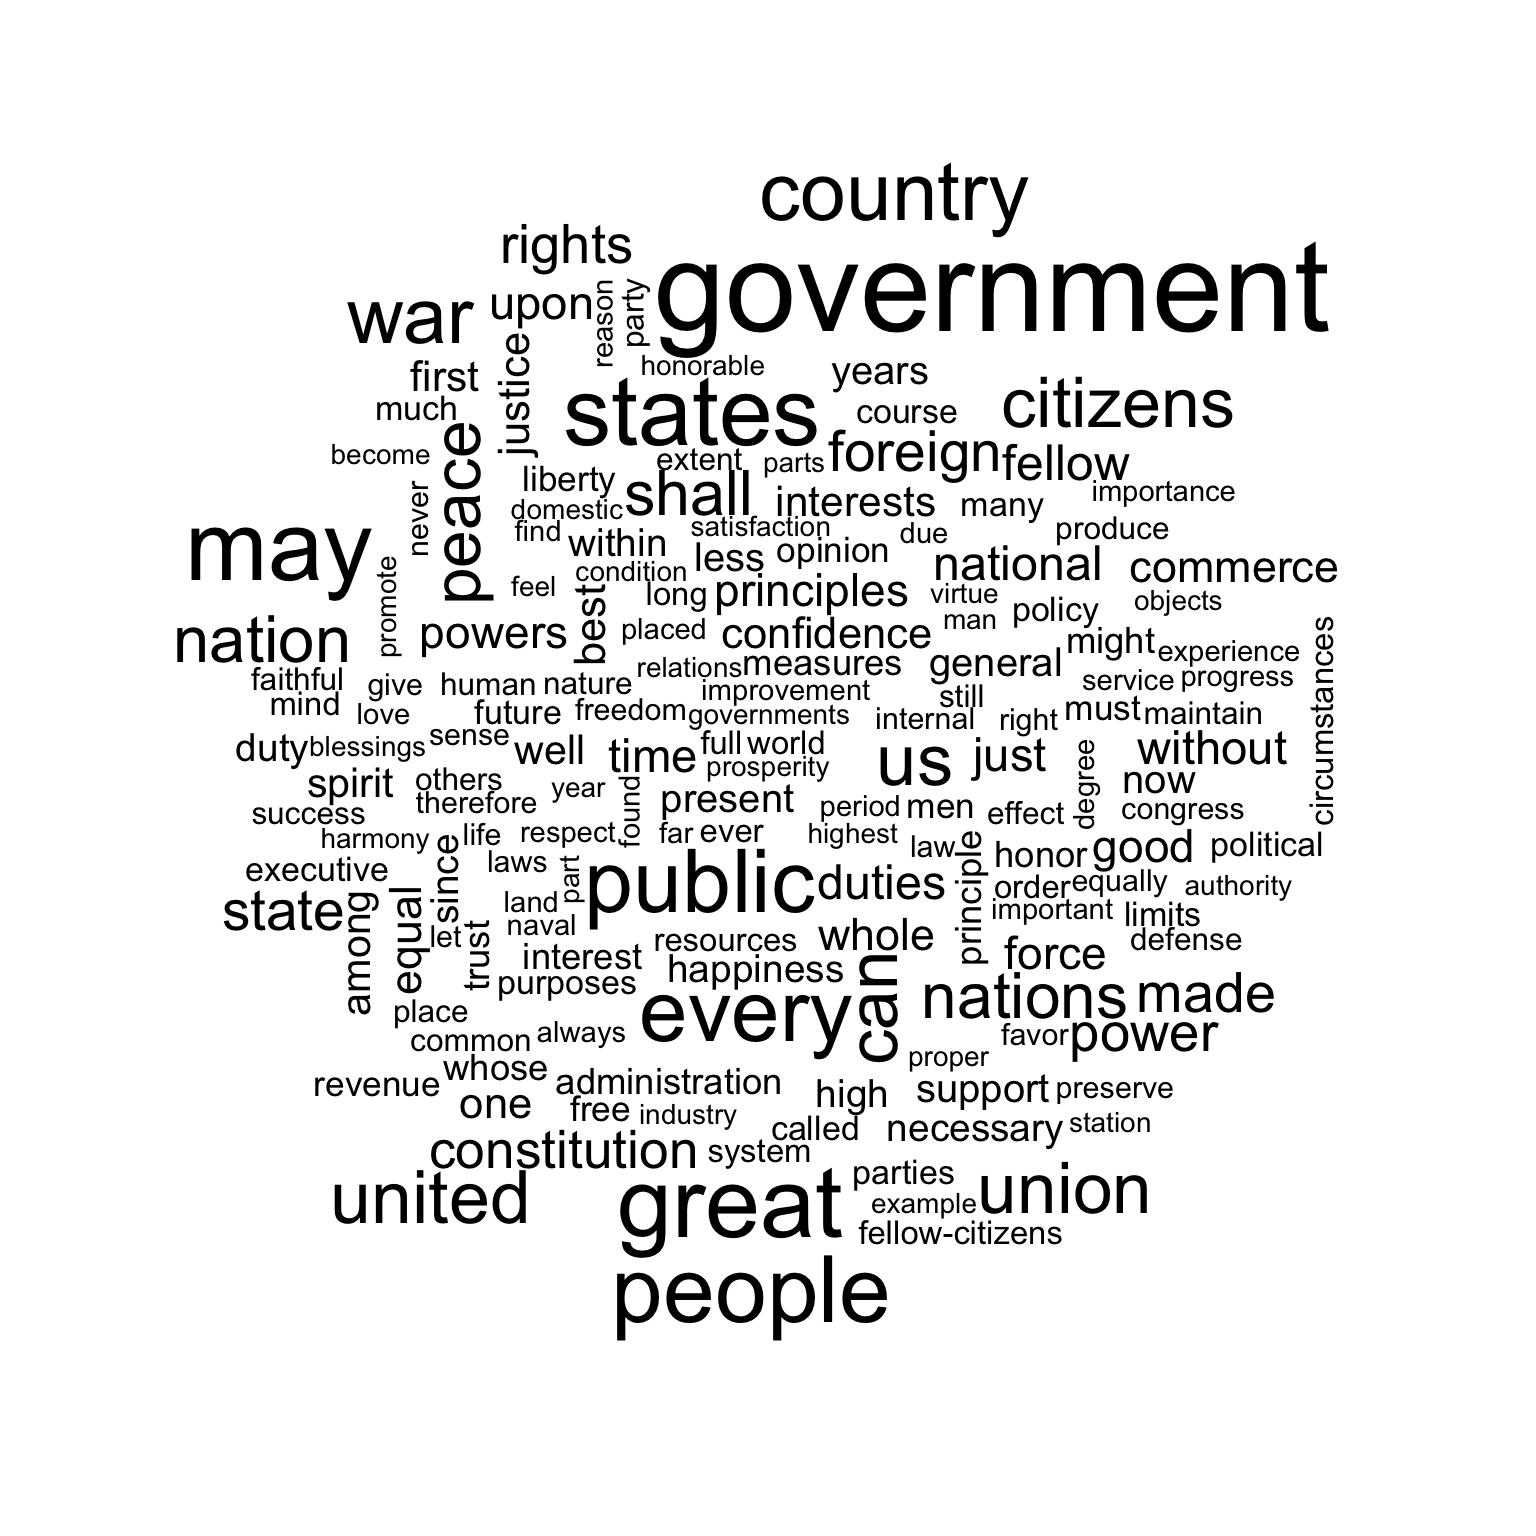 country
rights
government
war
upon
reason
party
honorable
first
justice
years
much
states
course
citizens
peace
become
extent
parts
foreign
fellow
liberty
shall
interests
many
importance
never
domestic
find
satisfaction
due
produce
may
within
less
opinion
national
commerce
promote
feel
condition
long
principles
virtue
objects
best
man
policy
nation
powers
placed
confidence
might
experience
circumstances
relations
measures
general
faithful
give
human
nature
improvement
still
service
progress
mind
love
future
freedom
governments
internal
right
must
maintain
duty
blessings
sense
well
time
full
world
us
just
degree
without
prosperity
spirit
others
year
found
now
therefore
present
period
men
effect
congress
success
harmony
life
respect
far
ever
highest
law
principle
honor
good
political
executive
since
laws
part
public
duties
order
equally
authority
state
among
equal
land
important
limits
let
trust
naval
resources
whole
defense
interest
happiness
can
force
purposes
every
nations
made
place
common
always
favor
power
proper
revenue
whose
administration
high
support
preserve
one
free
industry
called
necessary
station
constitution
system
parties
united
great
example
union
fellow-citizens
people